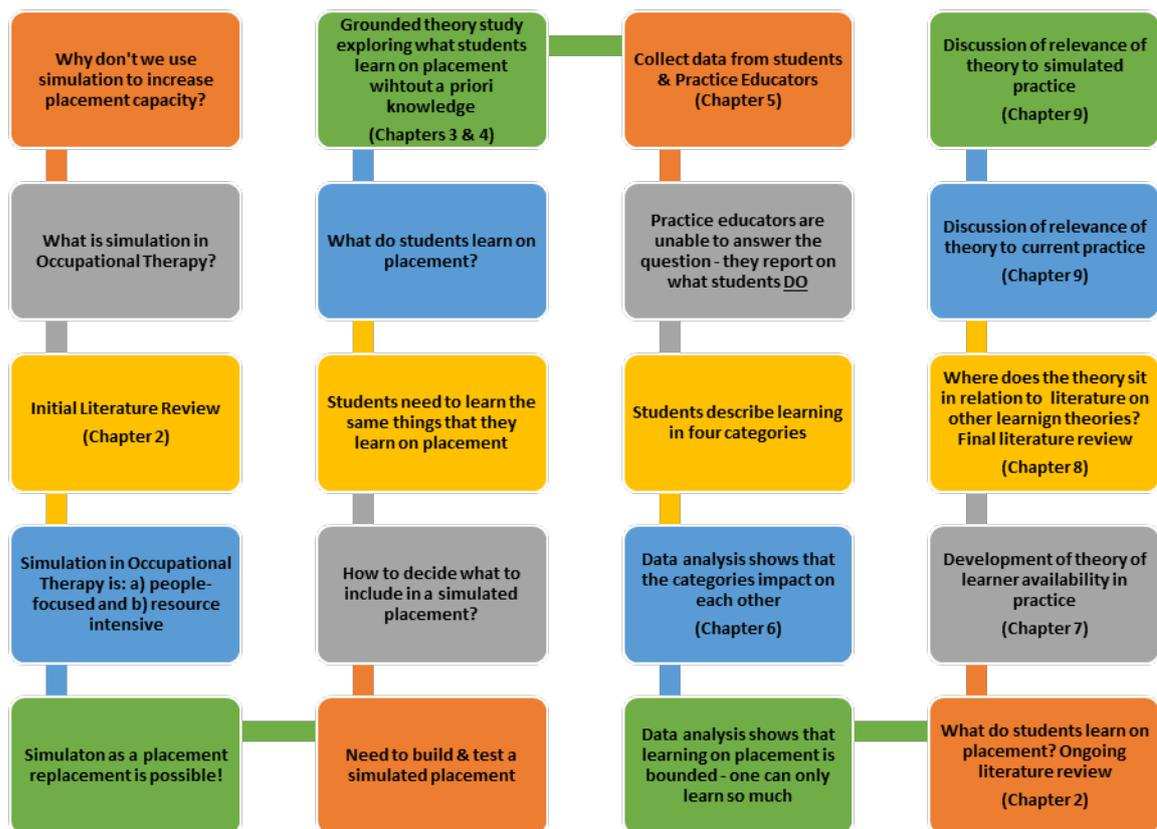 Why don't we use
simulation to increase
placement capacity?
What is simulation in
Occupational Therapy?
Initial Literature Review
(Chapter 2)
Simulation in Occupational
Therapy is: a) people-
focused and b) resource
intensive
Simulaton as a placement
replacement is possible!
Need to build & test a
simulated placement
How to decide what to
include in a simulated
placement?
Students need to learn the
same things that they
learn on placement
What do students learn on
placement?
Grounded theory study
exploring what students
learn on placement
wihtout a priori
knowledge
(Chapters 3 & 4)
Collect data from students
& Practice Educators
(Chapter 5)
Practice educators are
unable to answer the
question - they report on
what students DO
Students describe learning
in four categories
Data analysis shows that
the categories impact on
each other
(Chapter 6)
Data analysis shows that
learning on placement is
bounded - one can only
learn so much
What do students learn on
placement? Ongoing
literature review
(Chapter 2)
Development of theory of
learner availability in
practice
(Chapter 7)
Where does the theory sit
in relation to literature on
other learnign theories?
Final literature review
(Chapter 8)
Discussion of relevance of
theory to current practice
(Chapter 9)
Discussion of relevance of
theory to simulated
practice
(Chapter 9)